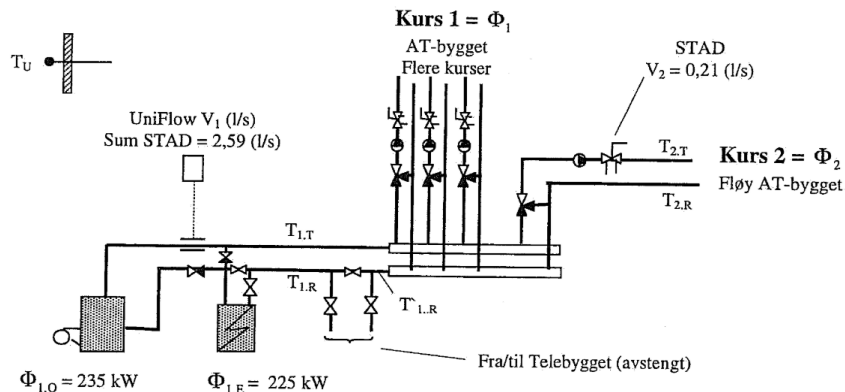 Kurs 1 = Φ₁
AT-bygget
Flere kurser
STAD
V₂ = 0,21 (l/s)
T_U
UniFlow V₁ (l/s)
Sum STAD = 2,59 (l/s)
T₂.T
Kurs 2 = Φ₂
Fløy AT-bygget
T₂.R
T₁.T
T₁.R
T`₁..R
Fra/til Telebygget (avstengt)
Φ₁.O = 235 kW
Φ₁.E = 225 kW